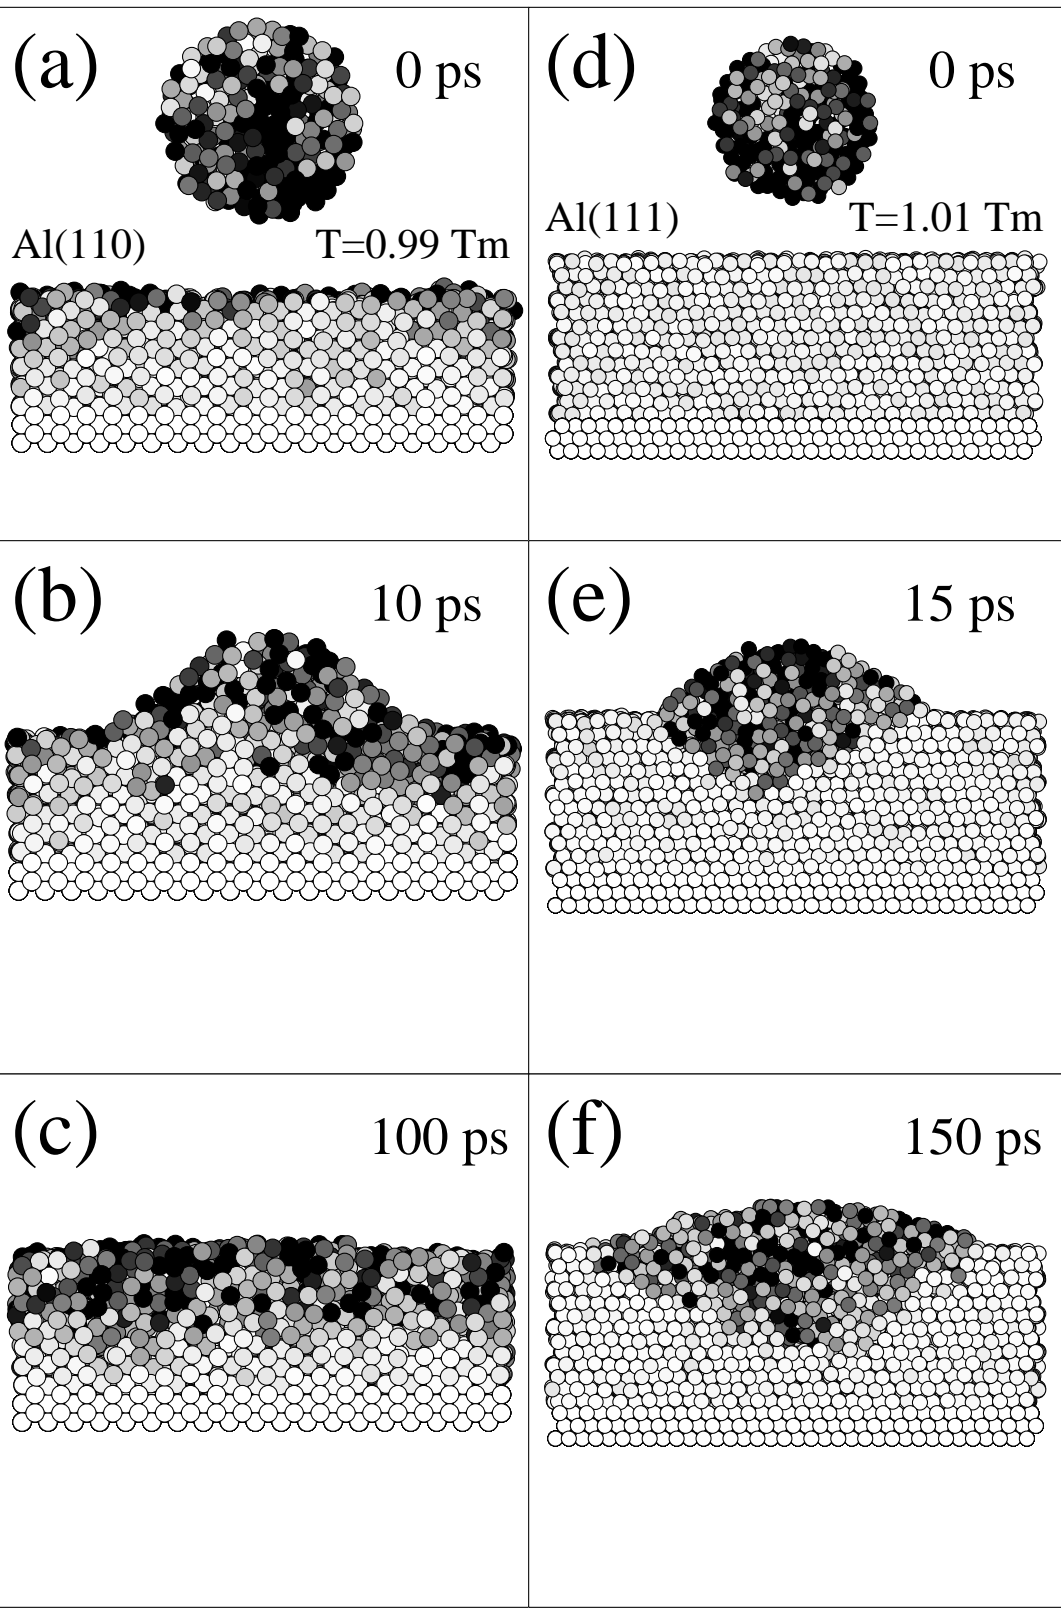 (a) 0 ps
Al(110) T=0.99 Tm
(d) 0 ps
Al(111) T=1.01 Tm
(b) 10 ps
(e) 15 ps
(c) 100 ps
(f) 150 ps